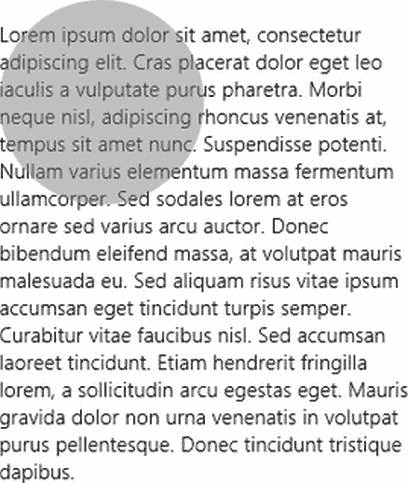 Lorem ipsum dolor sit amet, consectetur
adipiscing elit. Cras placerat dolor eget leo
iaculis a vulputate purus pharetra. Morbi
neque nisl, adipiscing rhoncus venenatis at,
tempus sit amet nunc. Suspendisse potenti.
Nullam varius elementum massa fermentum
ullamcorper. Sed sodales lorem at eros
ornare sed varius arcu auctor. Donec
bibendum eleifend massa, at volutpat mauris
malesuada eu. Sed aliquam risus vitae ipsum
accumsan eget tincidunt turpis semper.
Curabitur vitae faucibus nisl. Sed accumsan
laoreet tincidunt. Etiam hendrerit fringilla
lorem, a sollicitudin arcu egestas eget. Mauris
gravida dolor non urna venenatis in volutpat
purus pellentesque. Donec tincidunt tristique
dapibus.